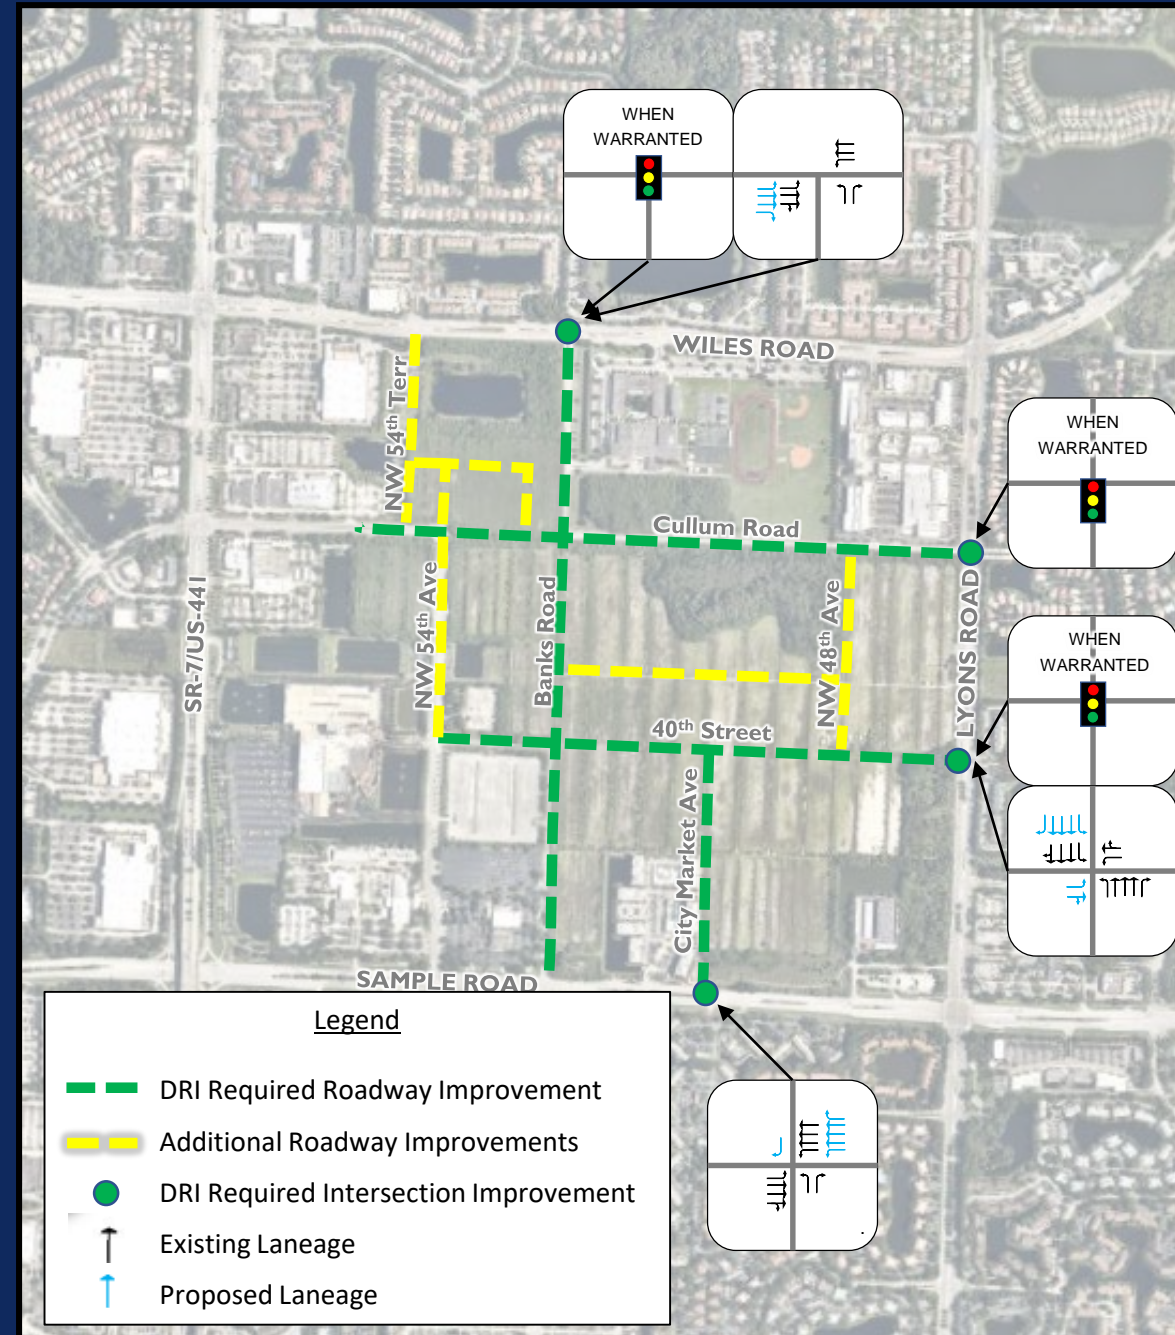 WHEN
WARRANTED
WILES ROAD
NW 54th Terr
WHEN
WARRANTED
Cullum Road
SR-7/US-441
NW 54th Ave
Banks Road
NW 48th Ave
LYONS ROAD
WHEN
WARRANTED
40th Street
City Market Ave
SAMPLE ROAD
Legend
DRI Required Roadway Improvement
Additional Roadway Improvements
DRI Required Intersection Improvement
Existing Laneage
Proposed Laneage